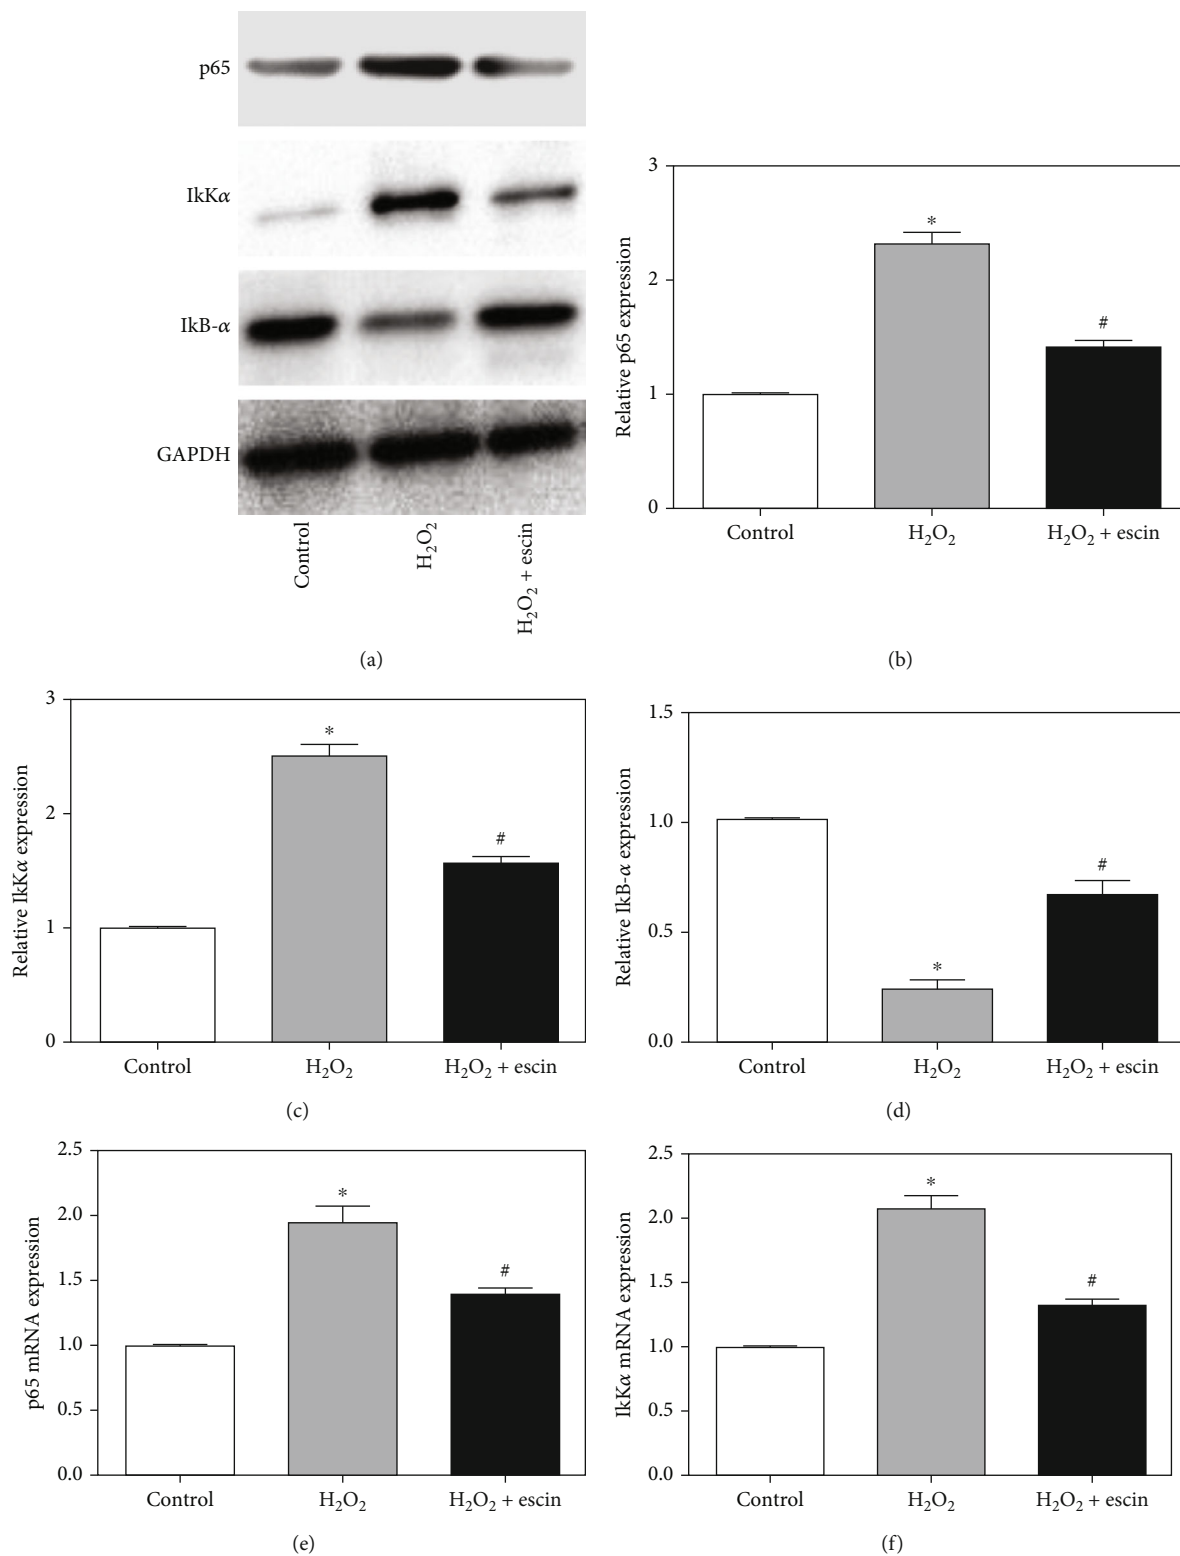 p65
IkKα
IkB-α
GAPDH
Control
H₂O₂
H₂O₂ + escin
(a)
Relative p65 expression
3
2
1
0
*
#
Control H₂O₂ H₂O₂ + escin
(b)
Relative IkKα expression
3
2
1
0
*
#
Control H₂O₂ H₂O₂ + escin
(c)
Relative IkB-α expression
1.5
1.0
0.5
0.0
*
#
Control H₂O₂ H₂O₂ + escin
(d)
p65 mRNA expression
2.5
2.0
1.5
1.0
0.5
0.0
*
#
Control H₂O₂ H₂O₂ + escin
(e)
IkKα mRNA expression
2.5
2.0
1.5
1.0
0.5
0.0
*
#
Control H₂O₂ H₂O₂ + escin
(f)